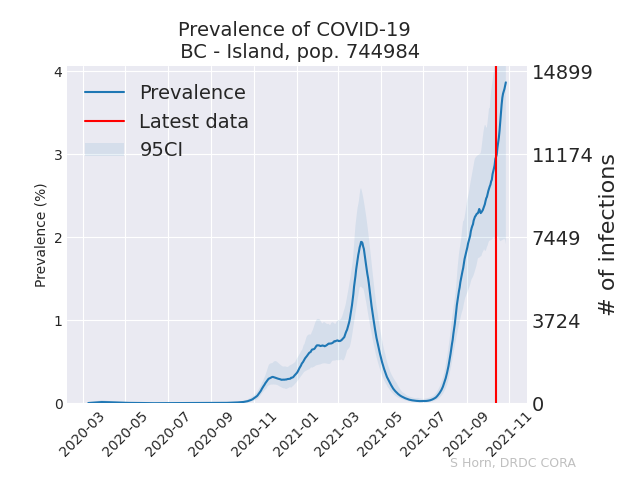 Prevalence of COVID-19
BC - Island, pop. 744984
Prevalence
Latest data
95CI
4
3
2
1
0
Prevalence (%)
14899
11174
7449
3724
0
# of infections
2020-03
2020-05
2020-07
2020-09
2020-11
2021-01
2021-03
2021-05
2021-07
2021-09
2021-11
S Horn, DRDC CORA